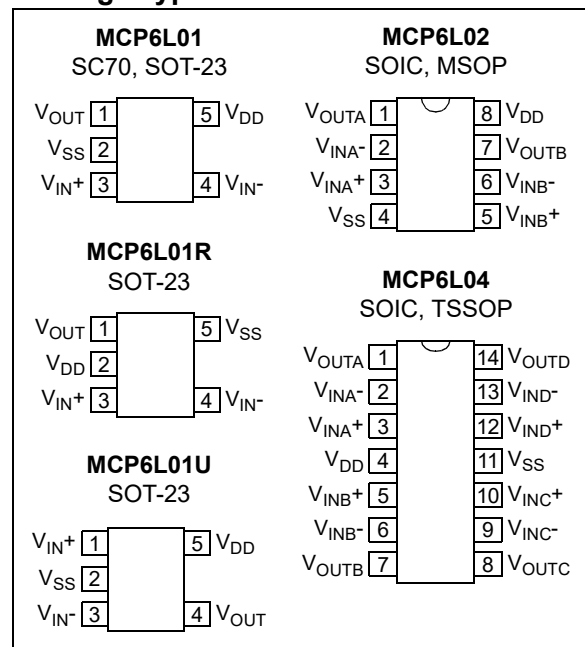 MCP6L01
SC70, SOT-23
VOUT 1 5 VDD
VSS 2
VIN+ 3 4 VIN-
MCP6L01R
SOT-23
VOUT 1 5 VSS
VDD 2
VIN+ 3 4 VIN-
MCP6L01U
SOT-23
VIN+ 1 5 VDD
VSS 2
VIN- 3 4 VOUT
MCP6L02
SOIC, MSOP
VOUTA 1 8 VDD
VINA- 2 7 VOUTB
VINA+ 3 6 VINB-
VSS 4 5 VINB+
MCP6L04
SOIC, TSSOP
VOUTA 1 14 VOUTD
VINA- 2 13 VIND-
VINA+ 3 12 VIND+
VDD 4 11 VSS
VINB+ 5 10 VINC+
VINB- 6 9 VINC-
VOUTB 7 8 VOUTC